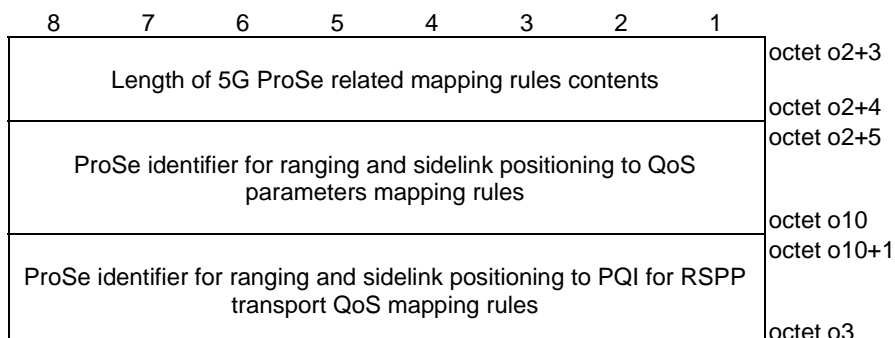 8 7 6 5 4 3 2 1
octet o2+3
Length of 5G ProSe related mapping rules contents
octet o2+4
octet o2+5
ProSe identifier for ranging and sidelink positioning to QoS
parameters mapping rules
octet o10
octet o10+1
ProSe identifier for ranging and sidelink positioning to PQI for RSPP
transport QoS mapping rules
octet o3